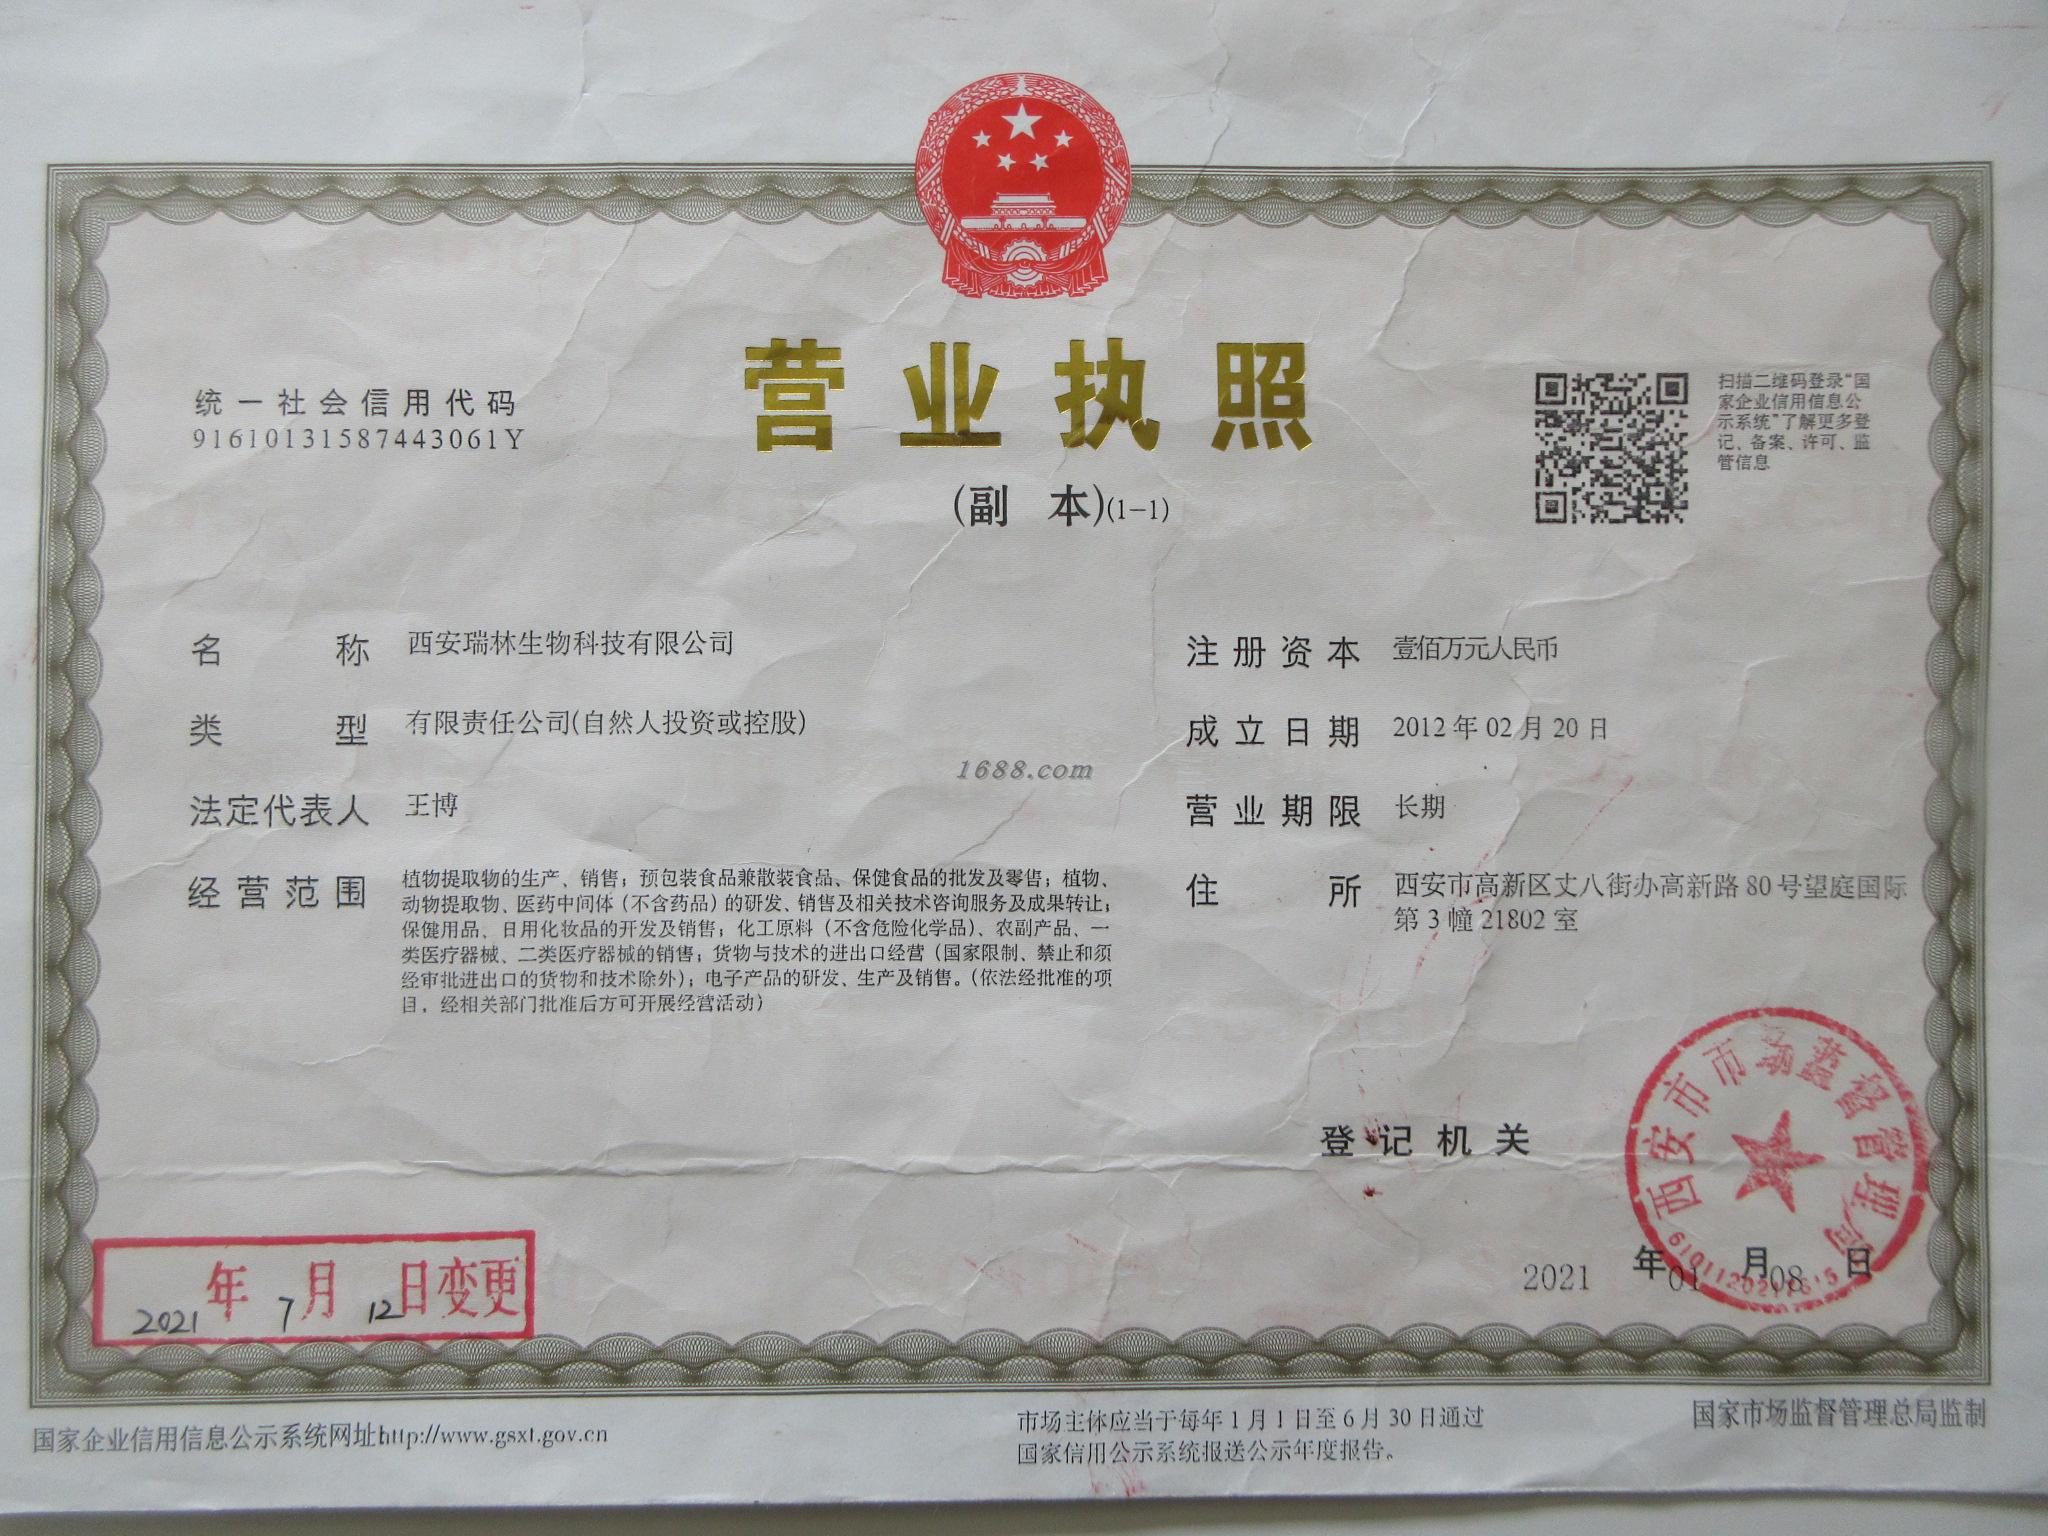 营业执照
(副 本)(1-1)
统一社会信用代码
91610131587443061Y
扫描二维码登录“国
家企业信用信息公
示系统”了解更多登
记、备案、许可、监
管信息
名 称 西安瑞林生物科技有限公司
类 型 有限责任公司(自然人投资或控股)
法定代表人 王博
经营范围 植物提取物的生产、销售；预包装食品兼散装食品、保健食品的批发及零售；植物、
动物提取物、医药中间体（不含药品）的研发、销售及相关技术咨询服务及成果转让；
保健用品、日用化妆品的开发及销售；化工原料（不含危险化学品）、农副产品、一
类医疗器械、二类医疗器械的销售；货物与技术的进出口经营（国家限制、禁止和须
经审批进出口的货物和技术除外）；电子产品的研发、生产及销售。（依法经批准的项
目，经相关部门批准后方可开展经营活动）
注册资本 壹佰万元人民币
成立日期 2012年02月20日
营业期限 长期
住 所 西安市高新区丈八街办高新路80号望庭国际
第3幢21802室
1688.com
登记机关
西安市市场监督管理局
2021 年 01 月 08 日
2021 年 7 月 12 日变更
国家企业信用信息公示系统网址http://www.gsxt.gov.cn
市场主体应当于每年1月1日至6月30日通过
国家信用公示系统报送公示年度报告。
国家市场监督管理总局监制